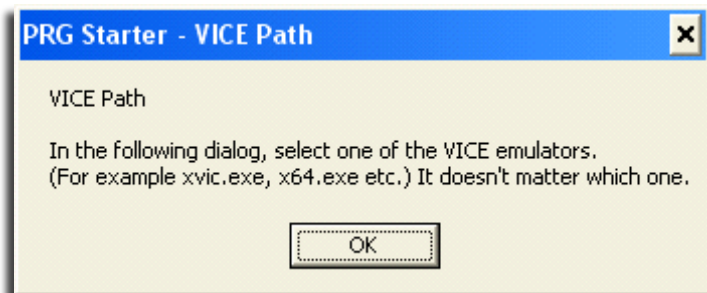 PRG Starter - VICE Path
VICE Path
In the following dialog, select one of the VICE emulators.
(For example xvic.exe, x64.exe etc.) It doesn't matter which one.
OK